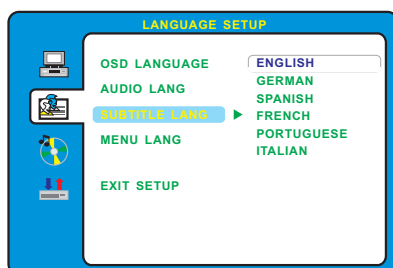 LANGUAGE SETUP
OSD LANGUAGE
AUDIO LANG
SUBTITLE LANG
MENU LANG
EXIT SETUP
ENGLISH
GERMAN
SPANISH
FRENCH
PORTUGUESE
ITALIAN